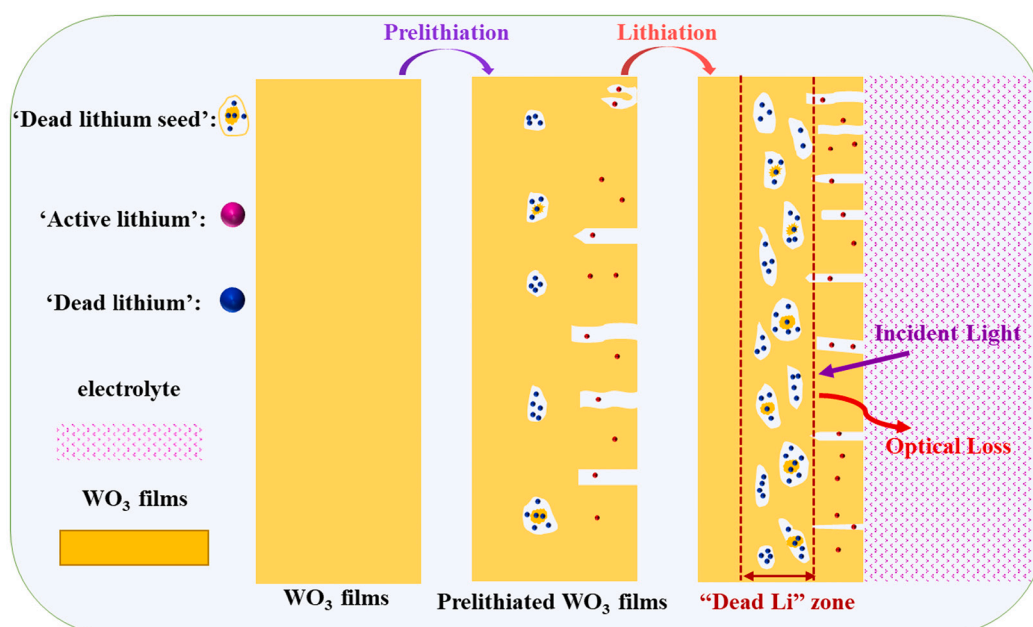 Prelithiation
Lithiation
‘Dead lithium seed’:
‘Active lithium’:
‘Dead lithium’:
electrolyte
WO₃ films
Incident Light
Optical Loss
WO₃ films
Prelithiated WO₃ films
“Dead Li” zone